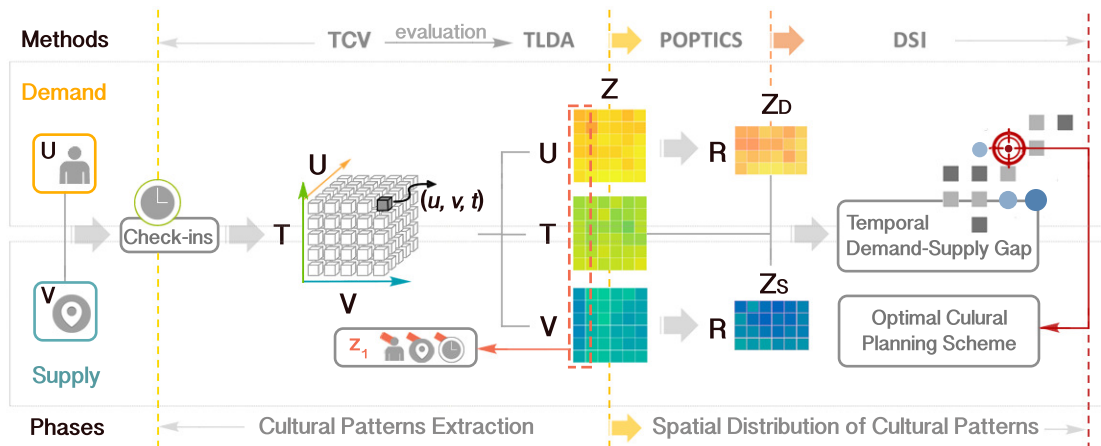 Methods
TCV
evaluation
TLDA
POPTICS
DSI
Demand
U
Check-ins
V
Supply
U
T
V
(u, v, t)
Z
U
T
V
z1
R
ZD
R
ZS
Temporal
Demand-Supply Gap
Optimal Culural
Planning Scheme
Phases
Cultural Patterns Extraction
Spatial Distribution of Cultural Patterns